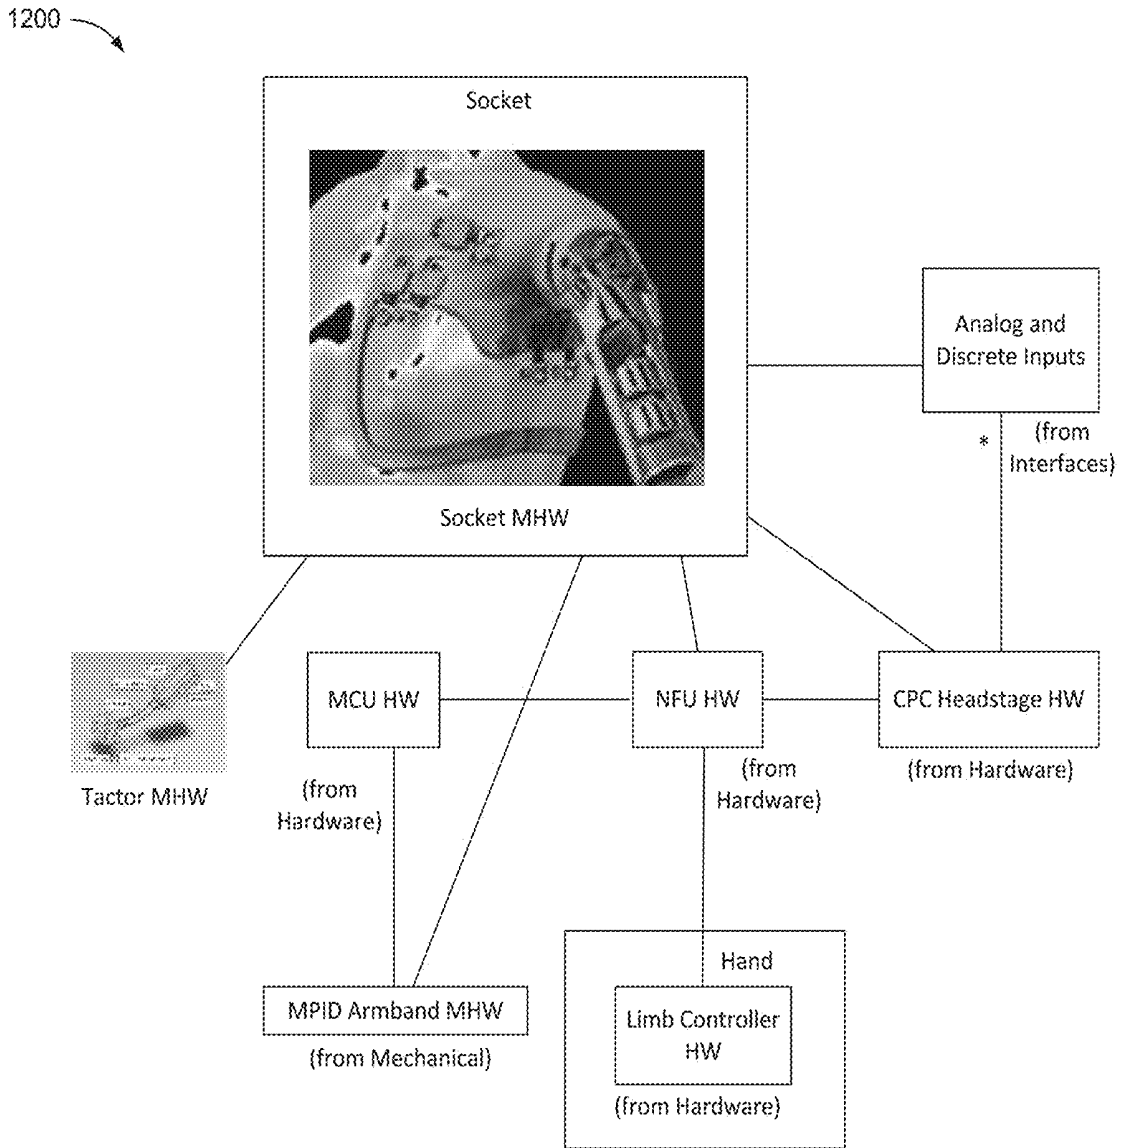 1200
Socket
Socket MHW
Analog and
Discrete Inputs
*
(from
Interfaces)
Tactor MHW
MCU HW
(from
Hardware)
NFU HW
(from
Hardware)
CPC Headstage HW
(from Hardware)
MPID Armband MHW
(from Mechanical)
Hand
Limb Controller
HW
(from Hardware)